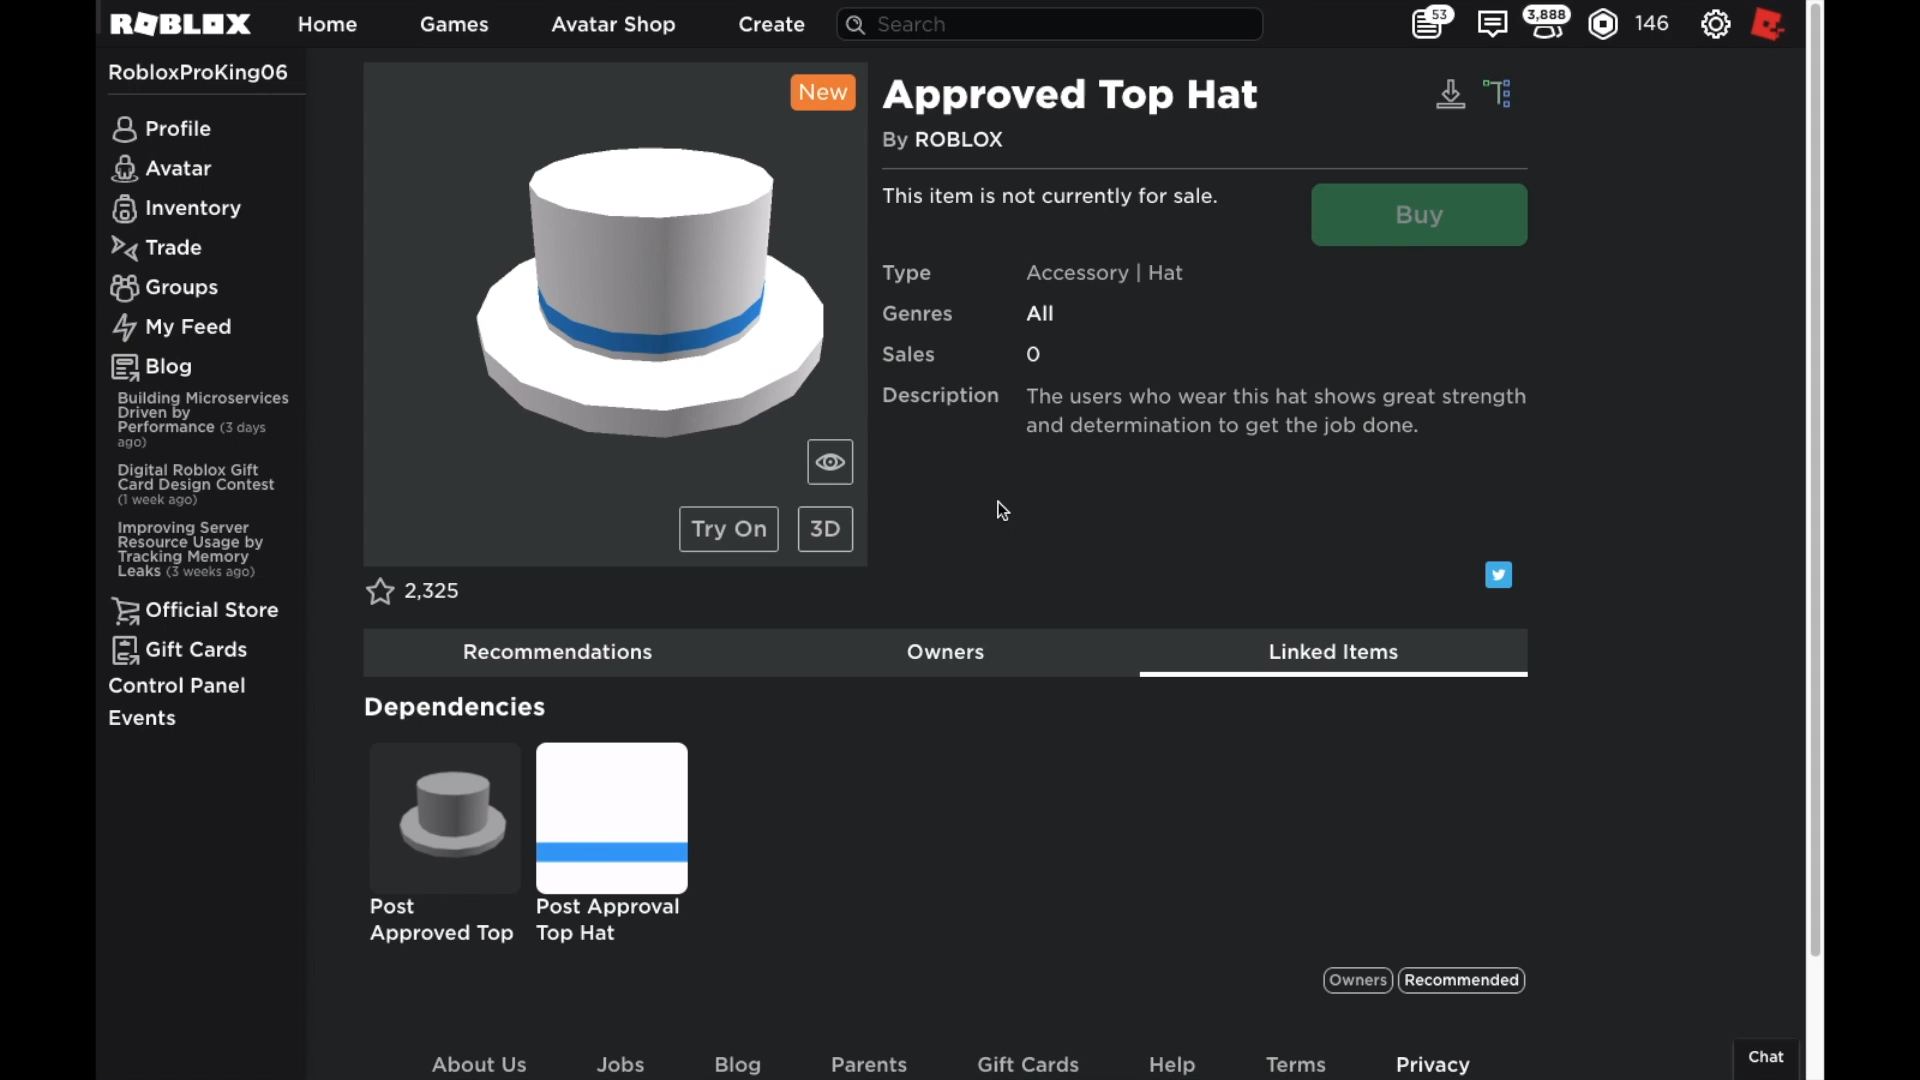 ROBLOX
Home
Games
Avatar Shop
Create
Search
53
3,888
146
RobloxProKing06
Profile
Avatar
Inventory
Trade
Groups
My Feed
Blog
Building Microservices
Driven by
Performance (3 days
ago)
Digital Roblox Gift
Card Design Contest
(1 week ago)
Improving Server
Resource Usage by
Tracking Memory
Leaks (3 weeks ago)
Official Store
Gift Cards
Control Panel
Events
New
Try On
3D
2,325
Approved Top Hat
By ROBLOX
This item is not currently for sale.
Buy
Type
Accessory | Hat
Genres
All
Sales
0
Description
The users who wear this hat shows great strength
and determination to get the job done.
Recommendations
Owners
Linked Items
Dependencies
Post
Approved Top
Post Approval
Top Hat
Owners
Recommended
About Us
Jobs
Blog
Parents
Gift Cards
Help
Terms
Privacy
Chat